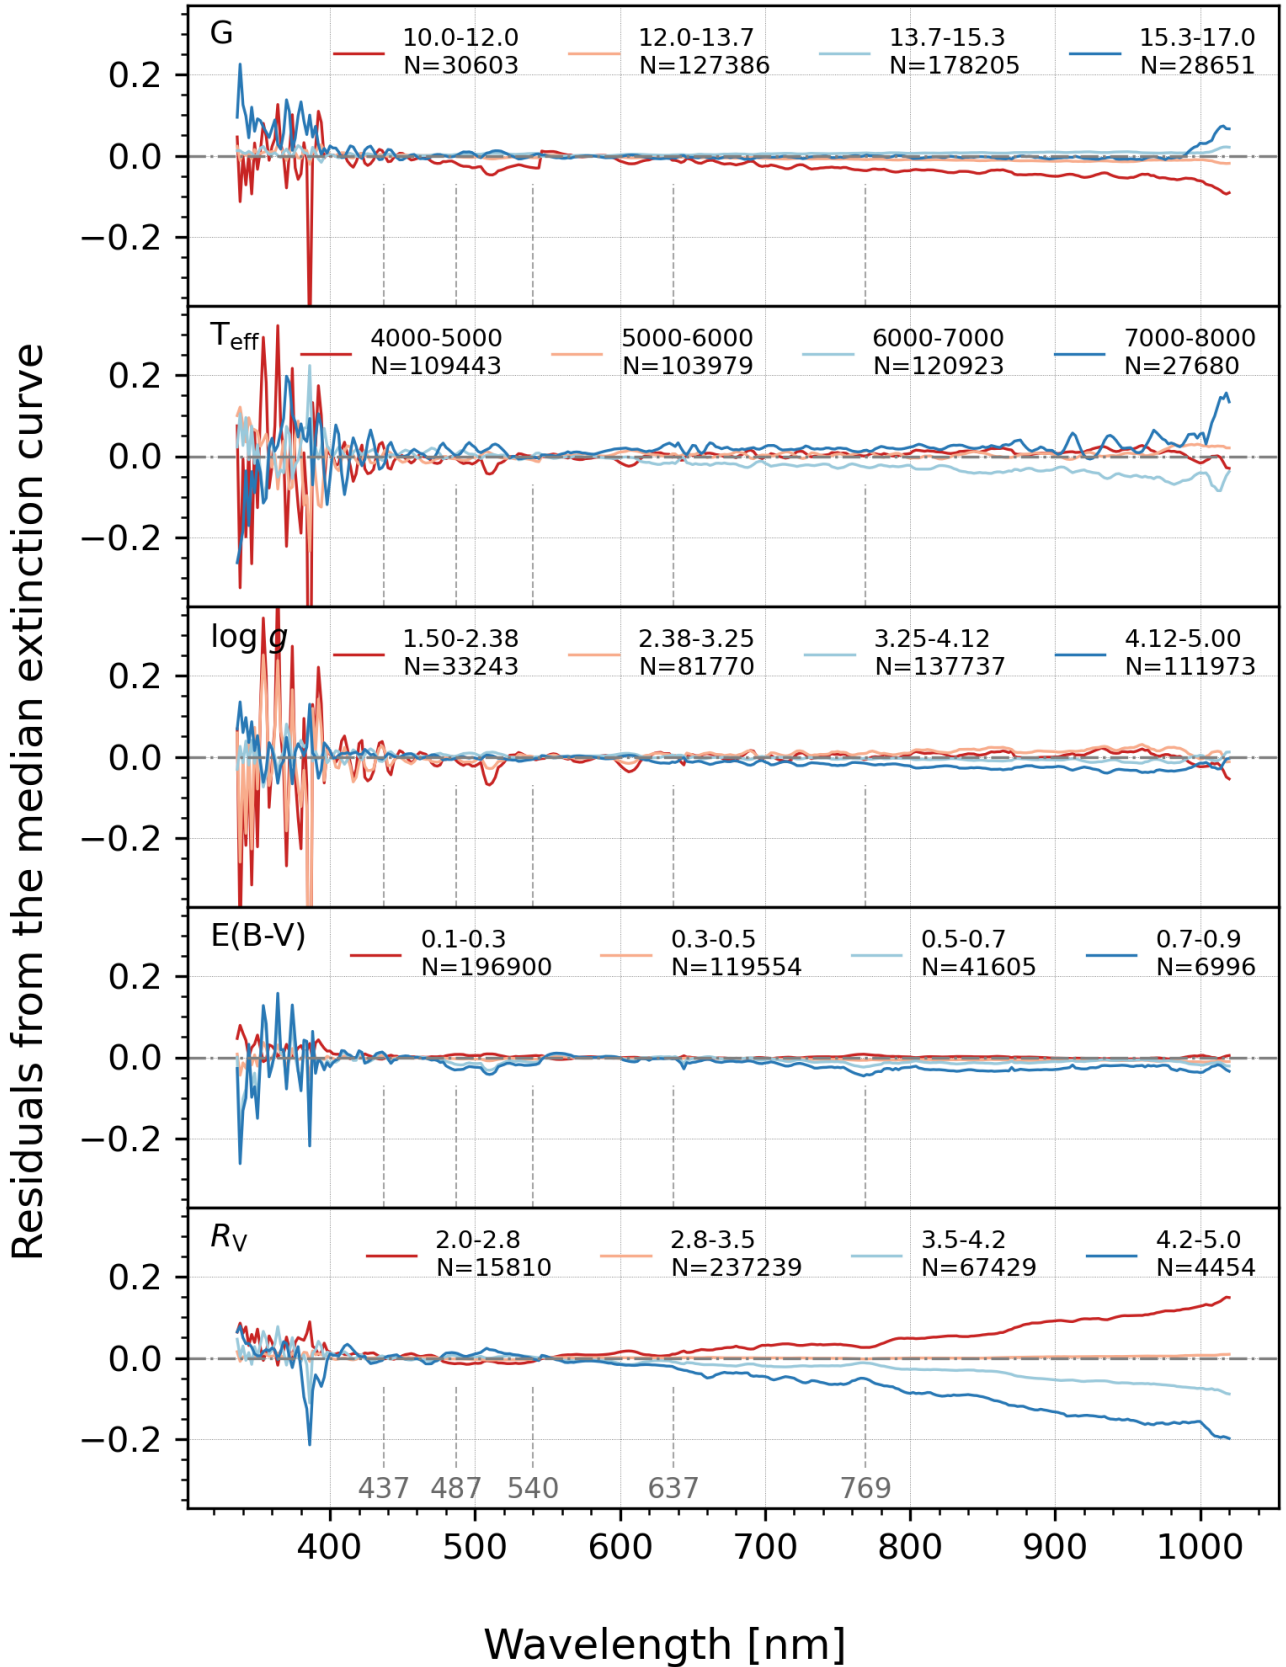 G
10.0-12.0 12.0-13.7 13.7-15.3 15.3-17.0
N=30603 N=127386 N=178205 N=28651
0.2
0.0
−0.2
T_eff
4000-5000 5000-6000 6000-7000 7000-8000
N=109443 N=103979 N=120923 N=27680
0.2
0.0
−0.2
log g
1.50-2.38 2.38-3.25 3.25-4.12 4.12-5.00
N=33243 N=81770 N=137737 N=111973
0.2
0.0
−0.2
E(B-V)
0.1-0.3 0.3-0.5 0.5-0.7 0.7-0.9
N=196900 N=119554 N=41605 N=6996
0.2
0.0
−0.2
R_V
2.0-2.8 2.8-3.5 3.5-4.2 4.2-5.0
N=15810 N=237239 N=67429 N=4454
0.2
0.0
−0.2
437 487 540 637 769
400 500 600 700 800 900 1000
Wavelength [nm]
Residuals from the median extinction curve